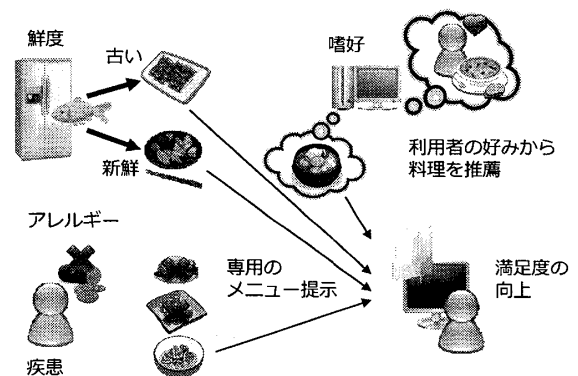 鮮度
古い
新鮮
嗜好
利用者の好みから
料理を推薦
アレルギー
疾患
専用の
メニュー提示
満足度の
向上